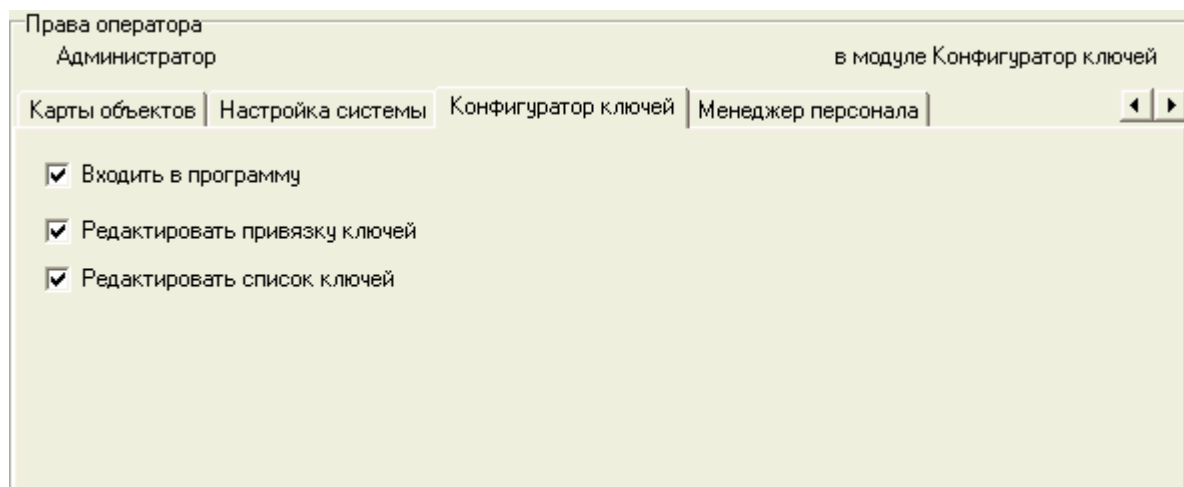 Права оператора
Администратор в модуле Конфигуратор ключей
Карты объектов Настройка системы Конфигуратор ключей Менеджер персонала
Входить в программу
Редактировать привязку ключей
Редактировать список ключей